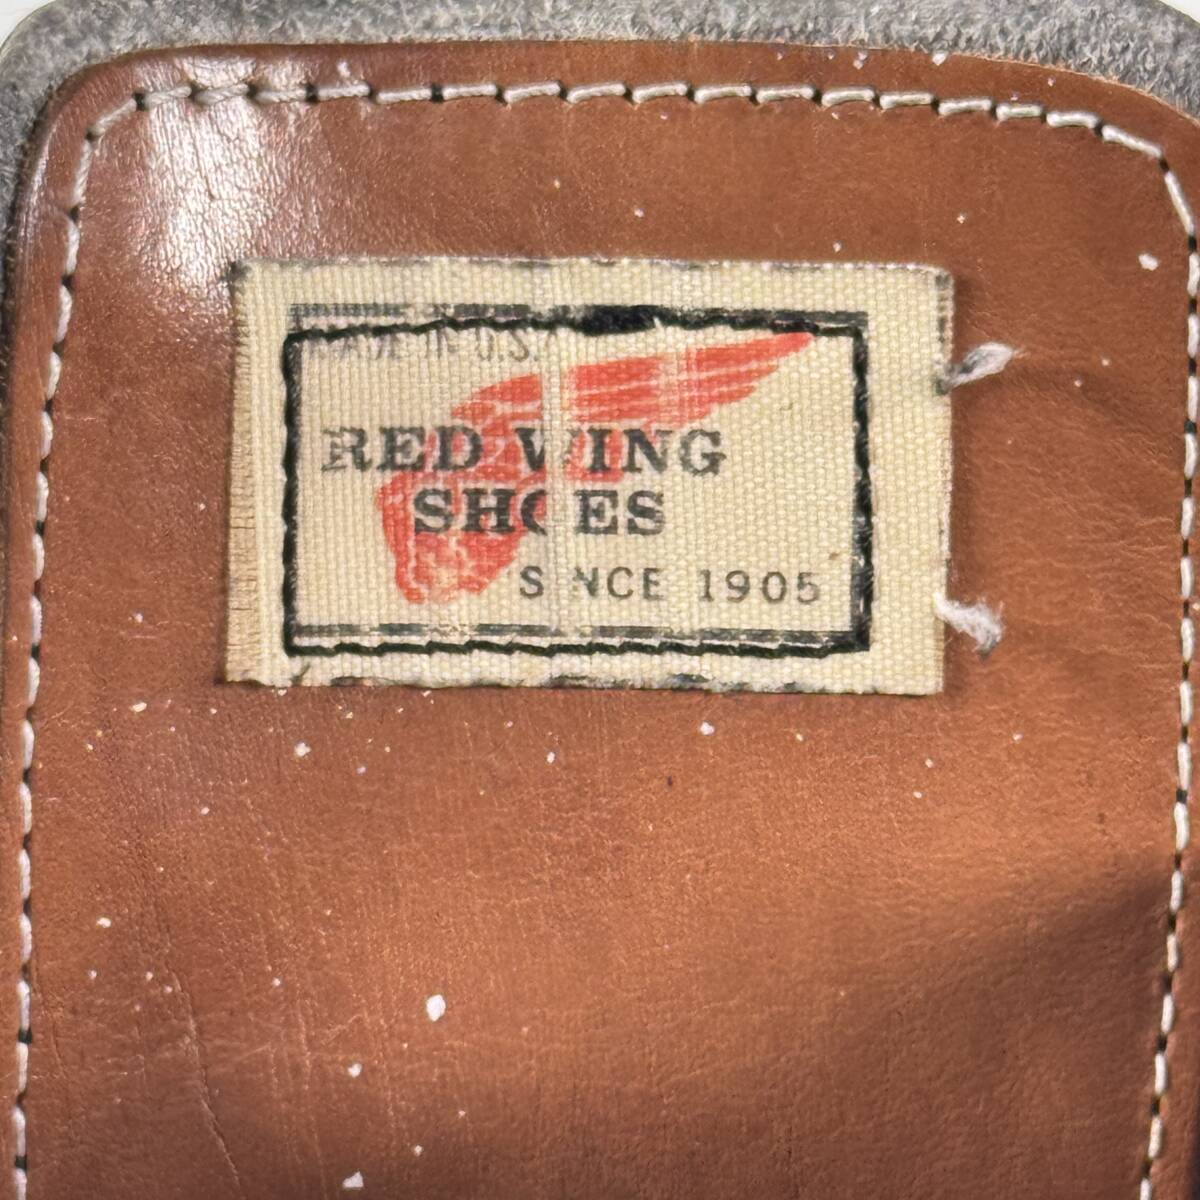 MADE IN U.S.
RED WING
SHOES
SINCE 1905